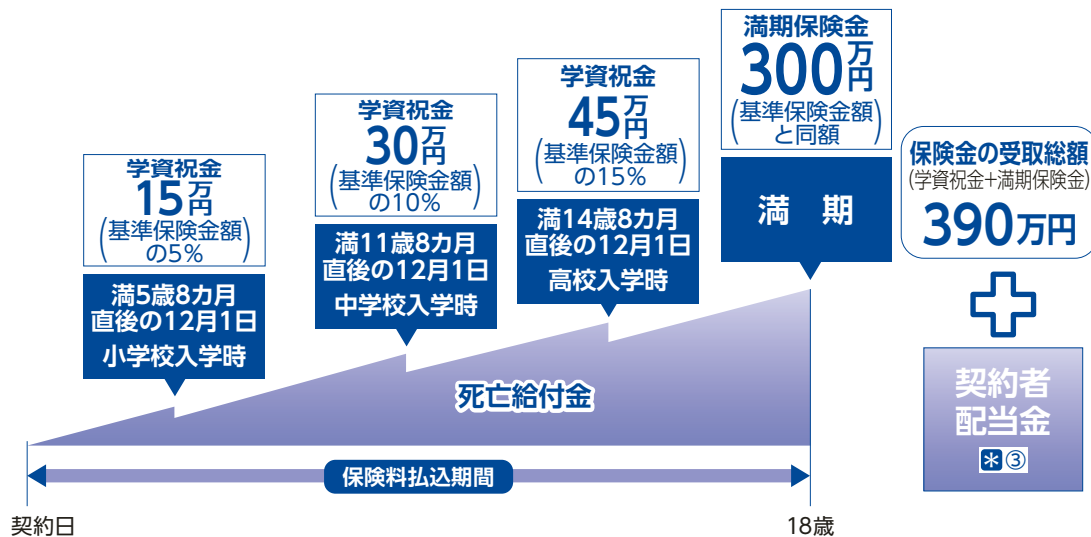 学資祝金
15万円
(基準保険金額
の5%)
満5歳8カ月
直後の12月1日
小学校入学時
学資祝金
30万円
(基準保険金額
の10%)
満11歳8カ月
直後の12月1日
中学校入学時
学資祝金
45万円
(基準保険金額
の15%)
満14歳8カ月
直後の12月1日
高校入学時
満期保険金
300万円
(基準保険金額
と同額)
満 期
保険金の受取総額
(学資祝金+満期保険金)
390万円
契約者
配当金
*③
死亡給付金
保険料払込期間
契約日
18歳